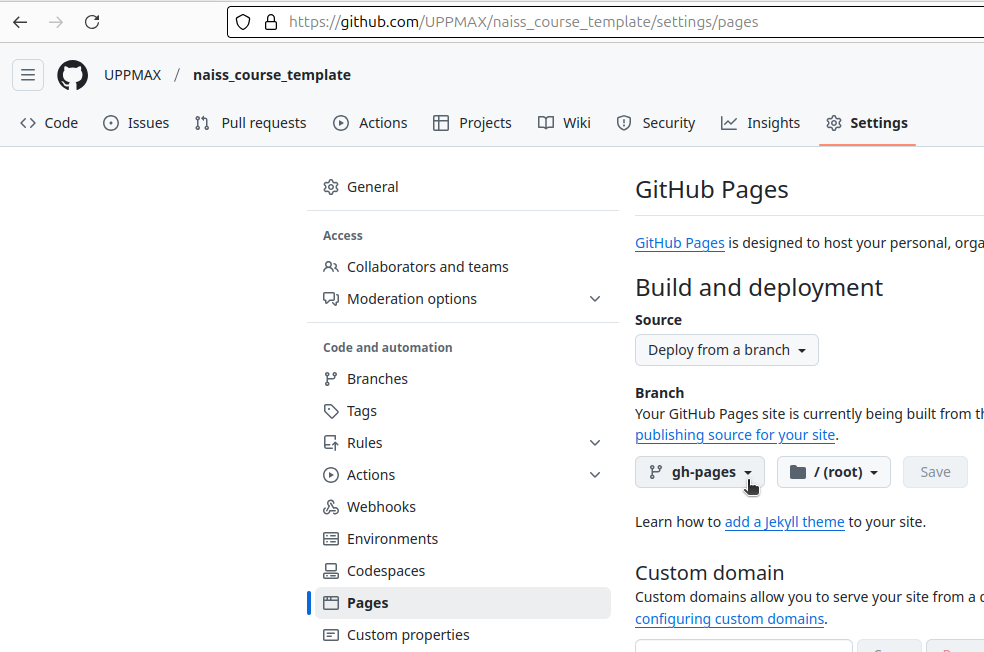 https://github.com/UPPMAX/naiss_course_template/settings/pages
UPPMAX / naiss_course_template
Code Issues Pull requests Actions Projects Wiki Security Insights Settings
General
Access
Collaborators and teams
Moderation options
Code and automation
Branches
Tags
Rules
Actions
Webhooks
Environments
Codespaces
Pages
Custom properties
GitHub Pages
GitHub Pages is designed to host your personal, orga
Build and deployment
Source
Deploy from a branch
Branch
Your GitHub Pages site is currently being built from th
publishing source for your site.
gh-pages / (root) Save
Learn how to add a Jekyll theme to your site.
Custom domain
Custom domains allow you to serve your site from a d
configuring custom domains.